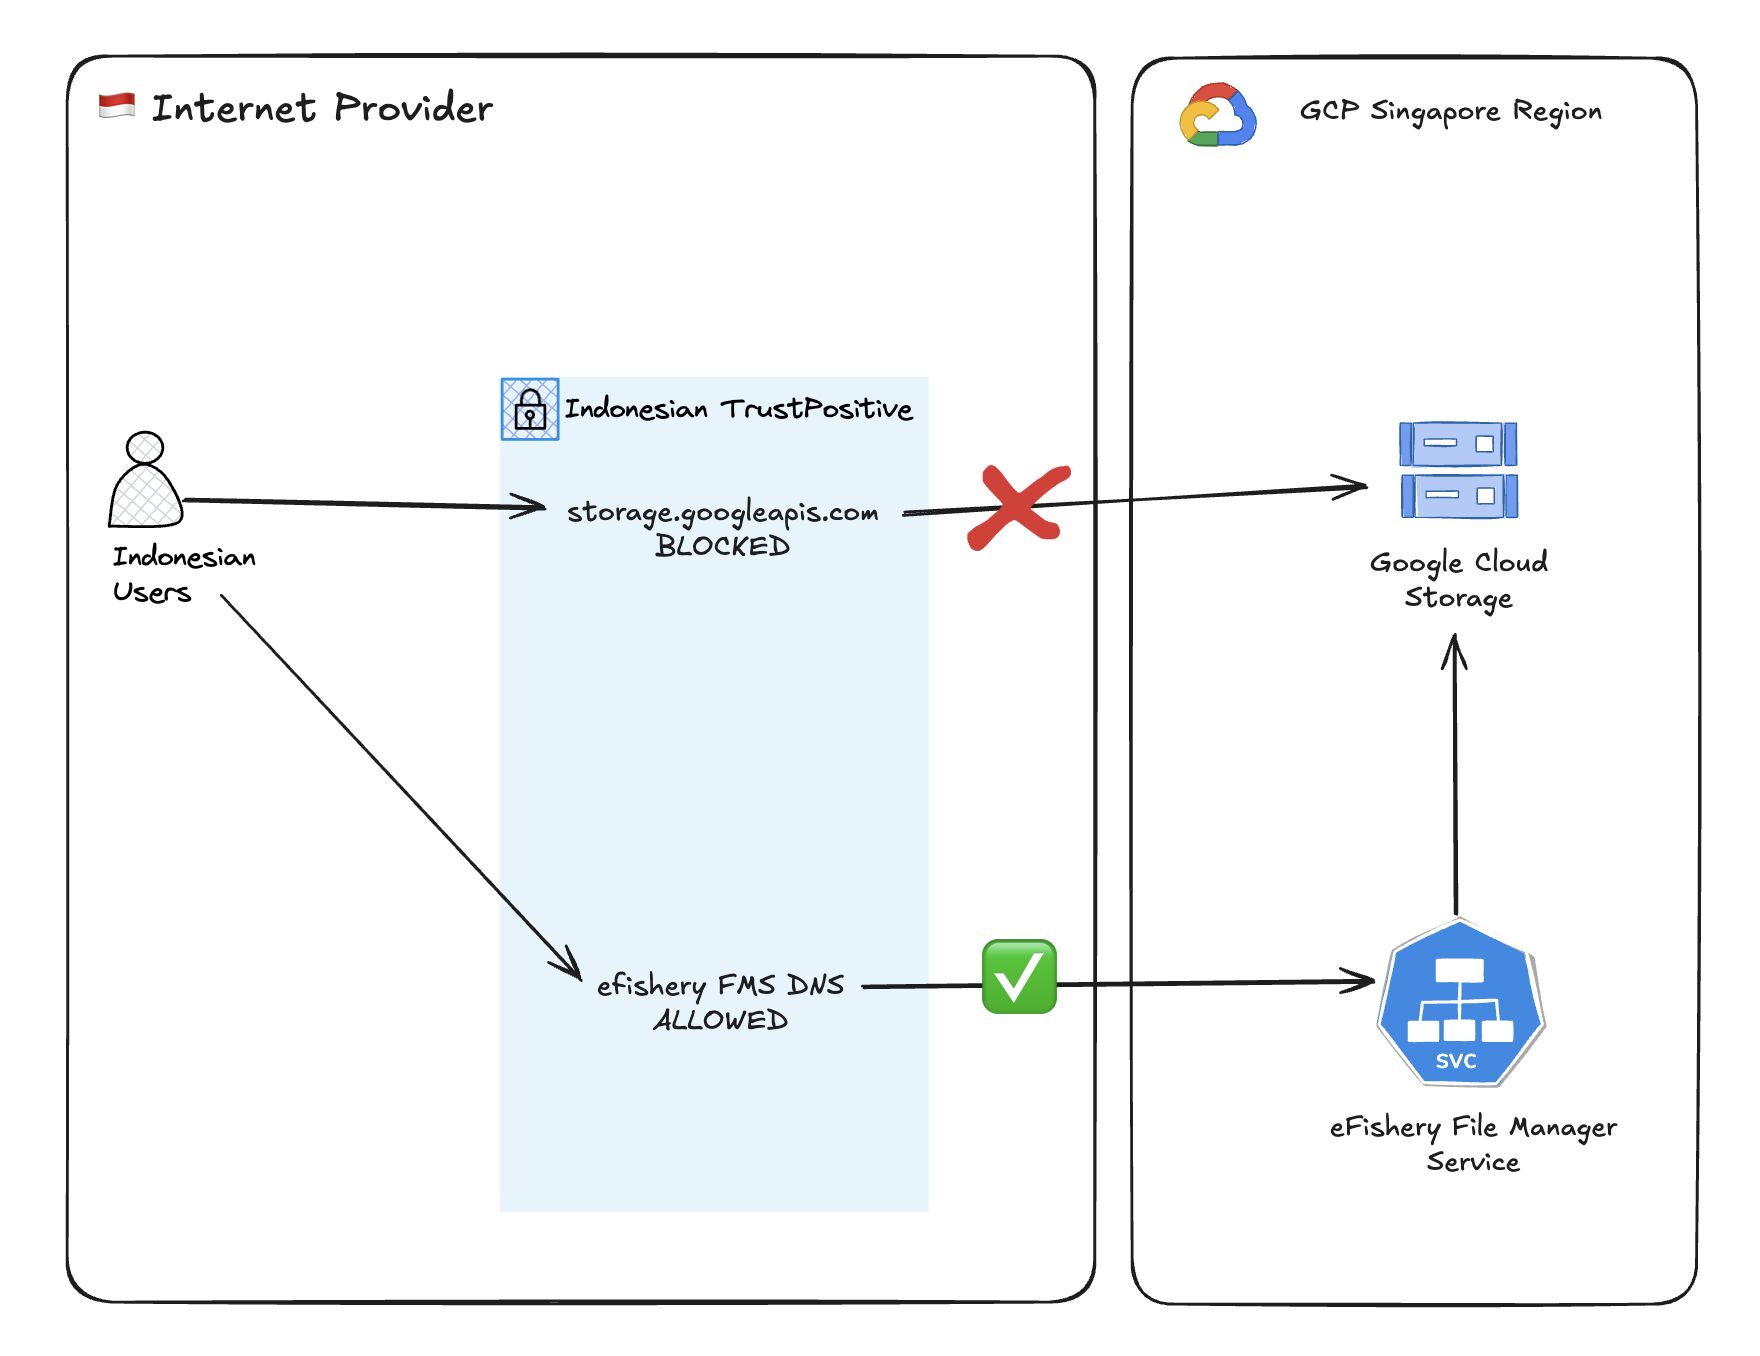 Internet Provider
GCP Singapore Region
Indonesian TrustPositive
storage.googleapis.com
BLOCKED
Indonesian
Users
Google Cloud
Storage
efishery FMS DNS
ALLOWED
SVC
eFishery File Manager
Service